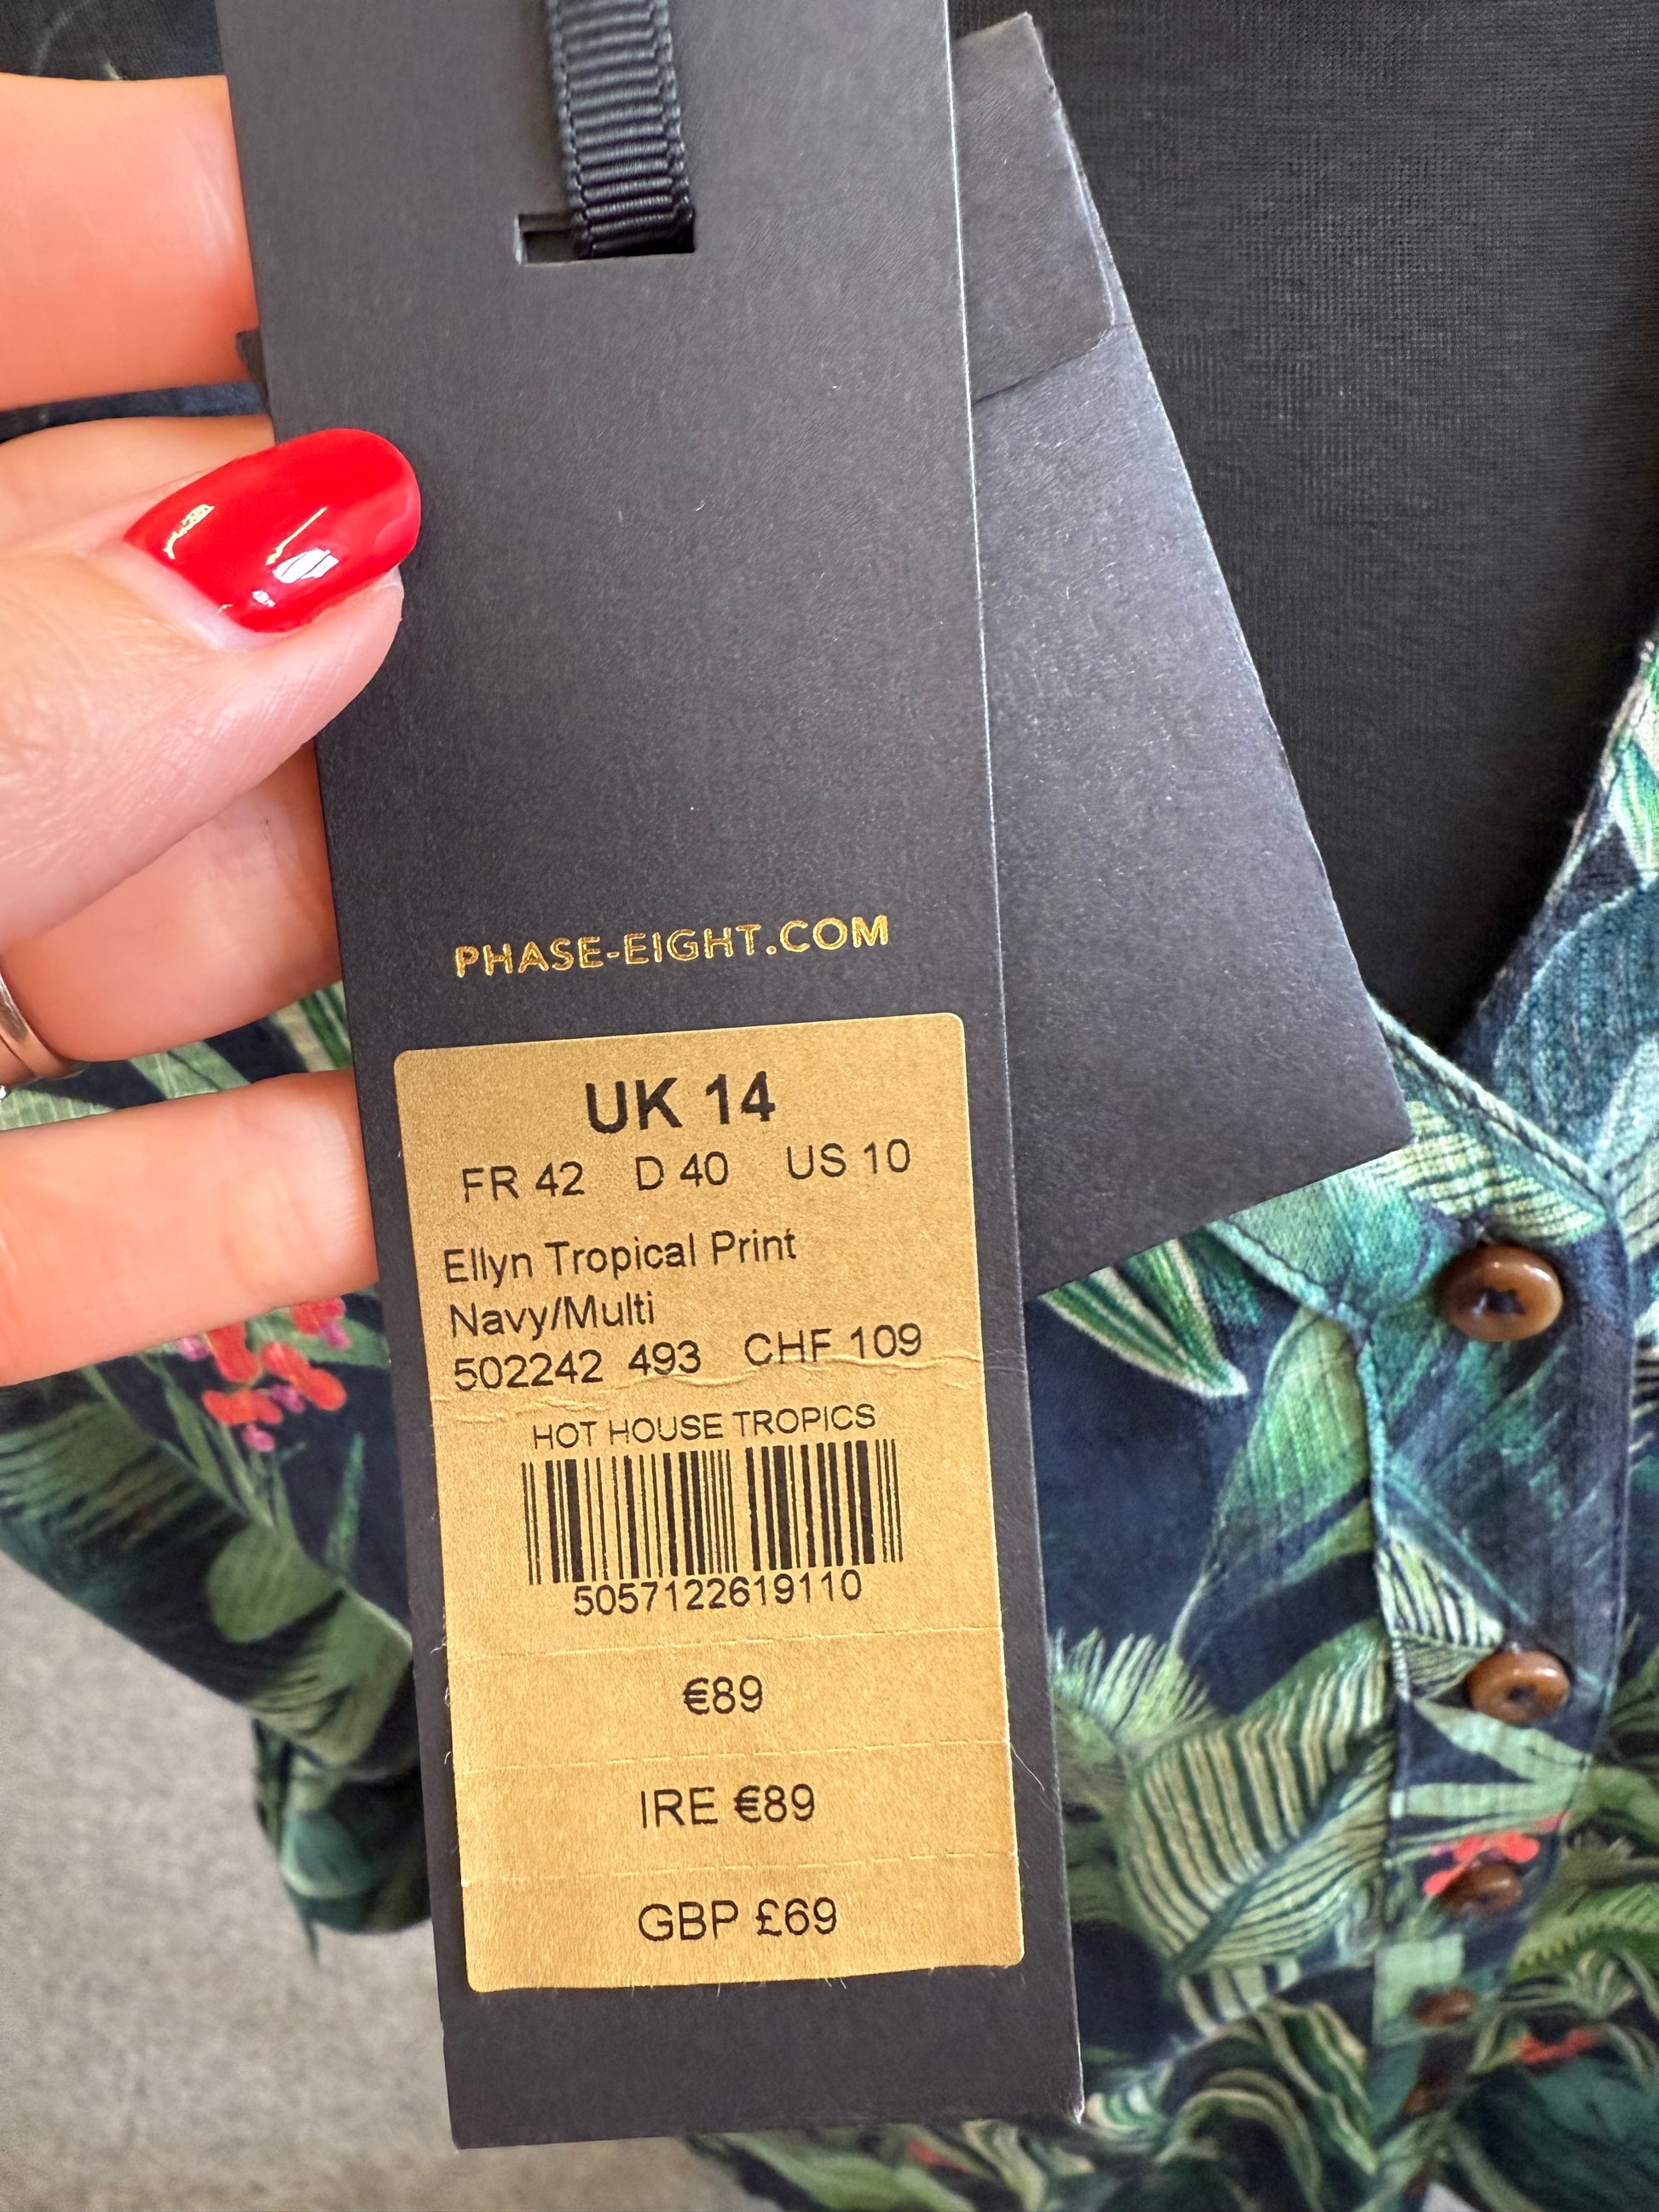 PHASE-EIGHT.COM
UK 14
FR 42 D 40 US 10
Ellyn Tropical Print
Navy/Multi
502242 493 CHF 109
HOT HOUSE TROPICS
5057122619110
€89
IRE €89
GBP £69